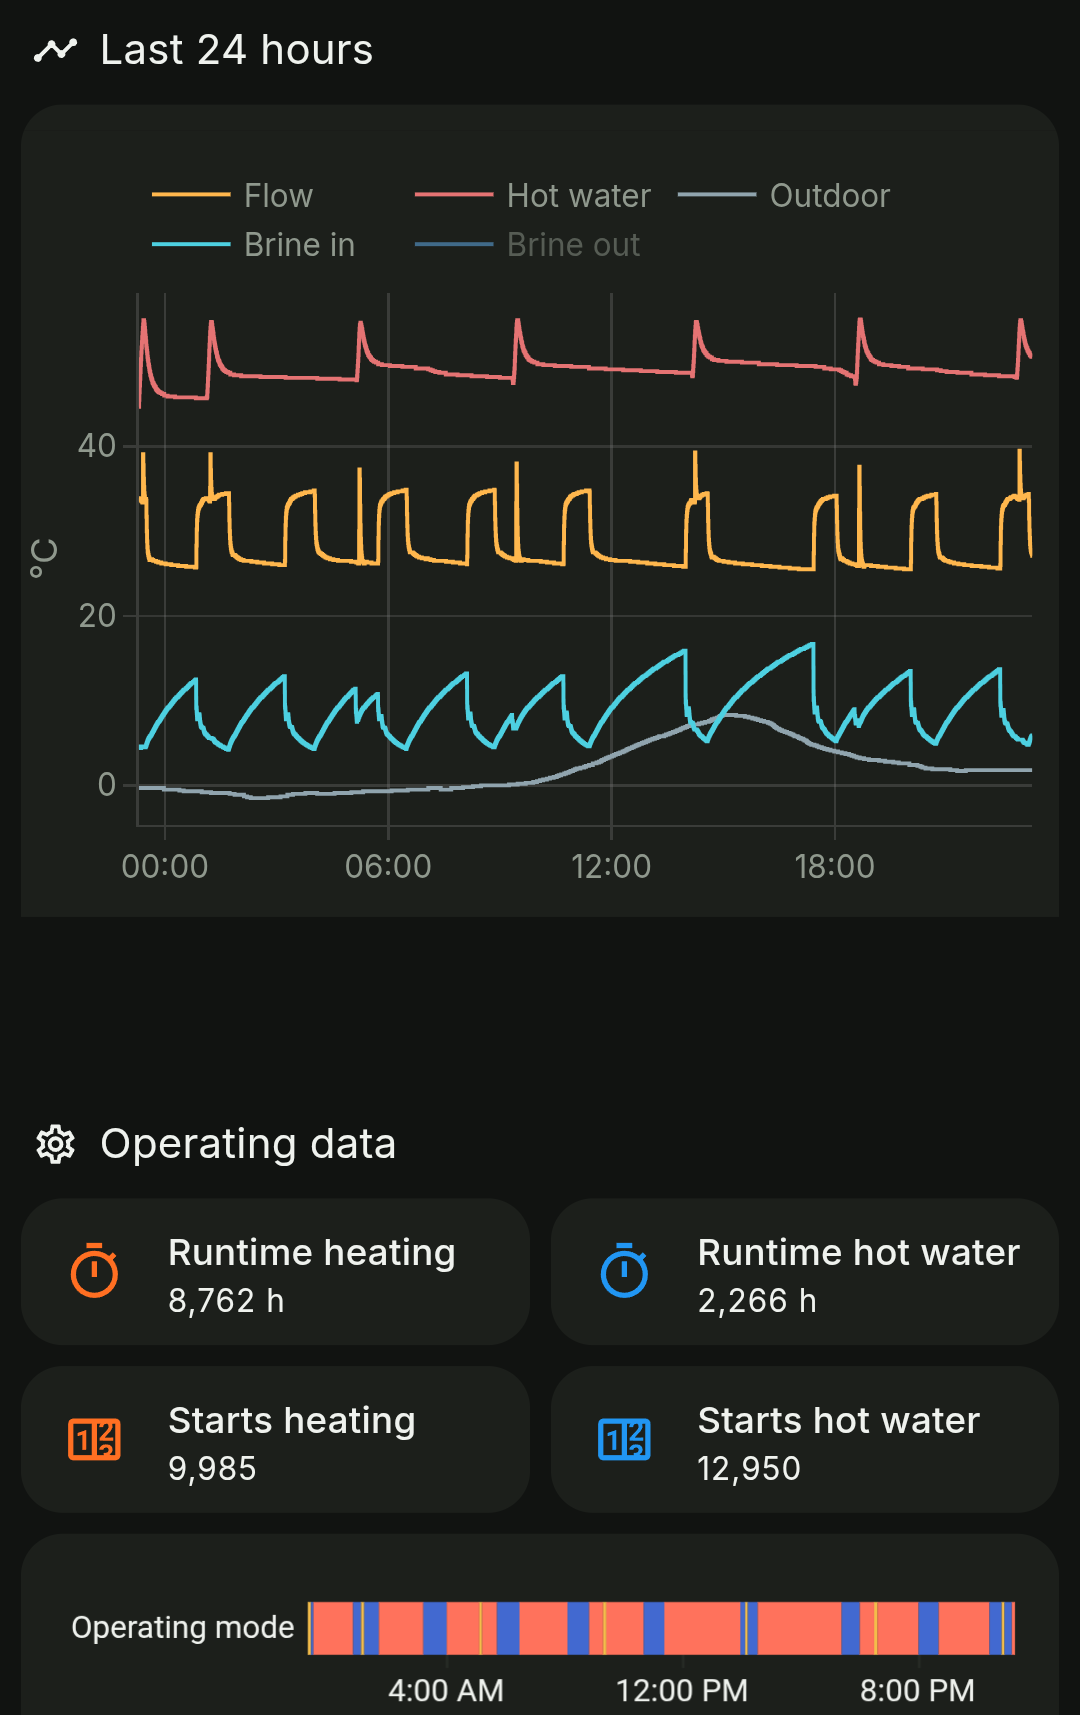 Last 24 hours
Flow Hot water Outdoor
Brine in Brine out
40
°C
20
0
00:00 06:00 12:00 18:00
Operating data
Runtime heating
8,762 h
Runtime hot water
2,266 h
Starts heating
9,985
Starts hot water
12,950
Operating mode
4:00 AM 12:00 PM 8:00 PM